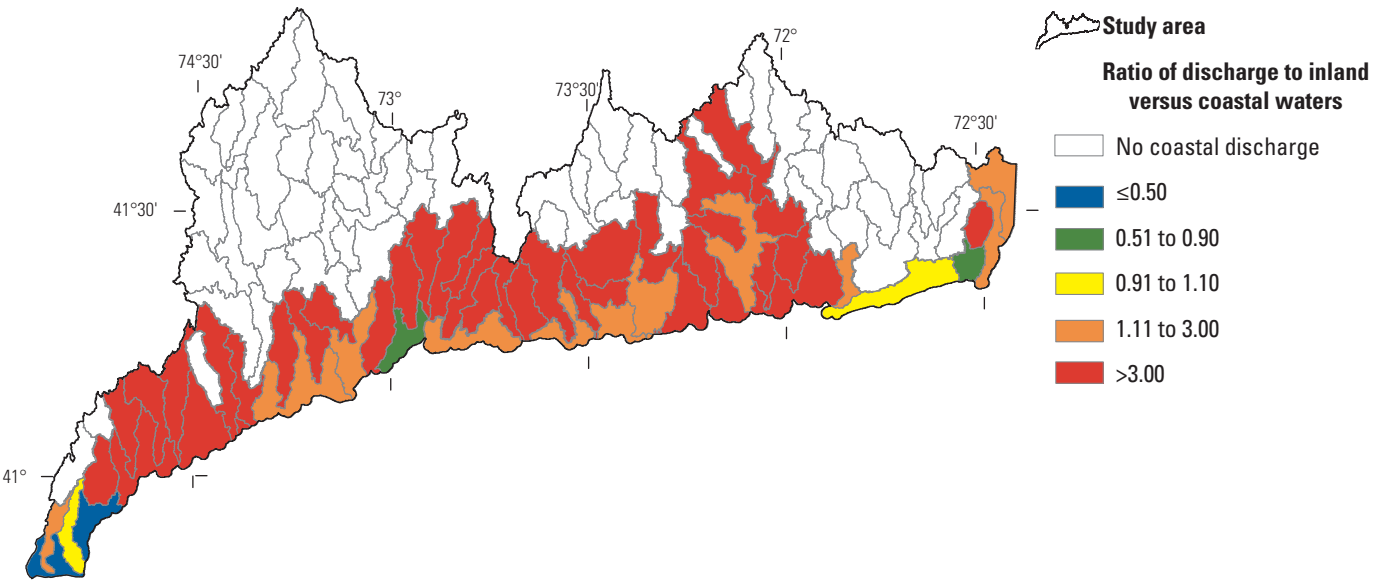 74°30'
73°
73°30'
72°
72°30'
41°30'
41°
Study area
Ratio of discharge to inland
versus coastal waters
No coastal discharge
≤0.50
0.51 to 0.90
0.91 to 1.10
1.11 to 3.00
>3.00